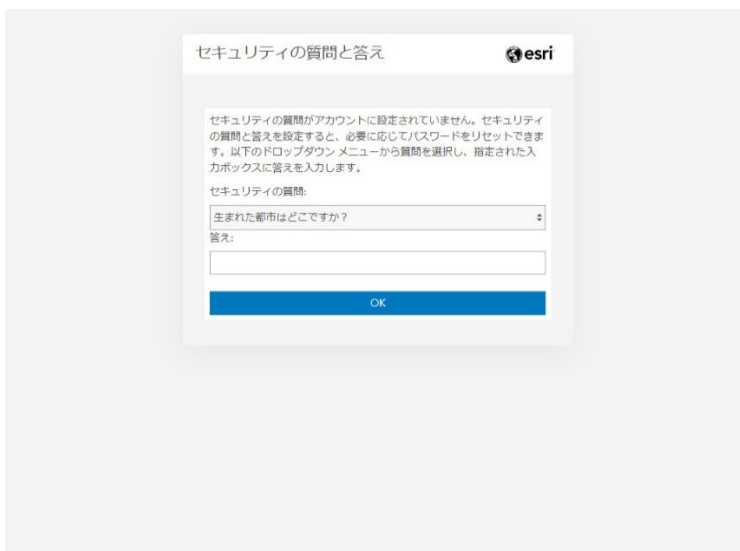 セキュリティの質問と答え
esri
セキュリティの質問がアカウントに設定されていません。セキュリティ
の質問と答えを設定すると、必要に応じてパスワードをリセットできま
す。以下のドロップダウン メニューから質問を選択し、指定された入
力ボックスに答えを入力します。
セキュリティの質問:
生まれた都市はどこですか？
答え:
OK